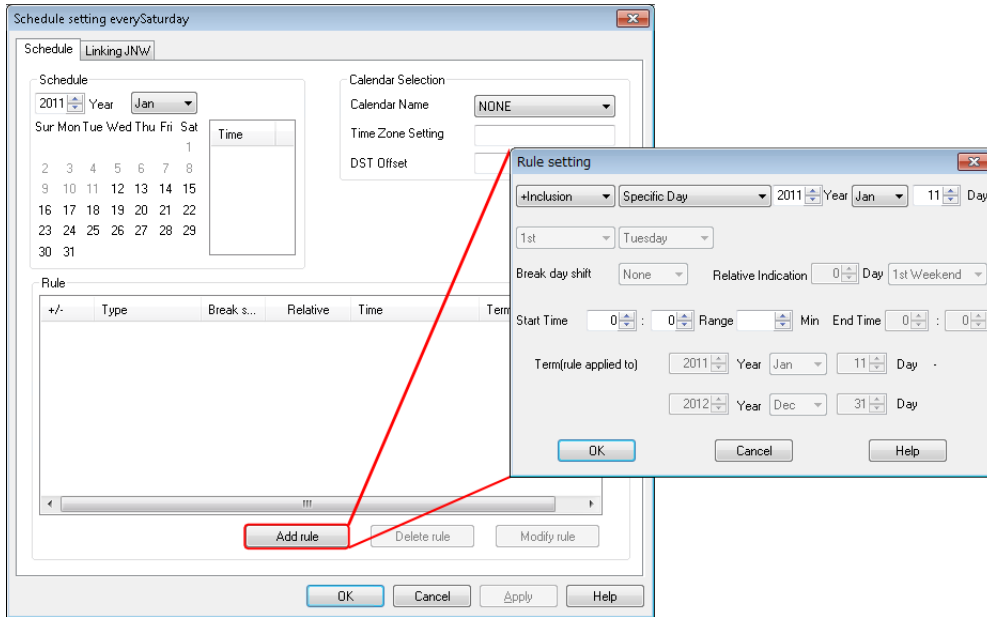 Schedule setting everySaturday
Schedule Linking JNW
Schedule
2011 Year Jan
Sur Mon Tue Wed Thu Fri Sat
1
2 3 4 5 6 7 8
9 10 11 12 13 14 15
16 17 18 19 20 21 22
23 24 25 26 27 28 29
30 31
Time
Calendar Selection
Calendar Name NONE
Time Zone Setting
DST Offset
Rule
+/- Type Break s... Relative Time Term
Add rule Delete rule Modify rule
OK Cancel Apply Help
Rule setting
+Inclusion Specific Day 2011 Year Jan 11 Day
1st Tuesday
Break day shift None Relative Indication 0 Day 1st Weekend
Start Time 0 : 0 Range Min End Time 0 : 0
Term(rule applied to) 2011 Year Jan 11 Day -
2012 Year Dec 31 Day
OK Cancel Help